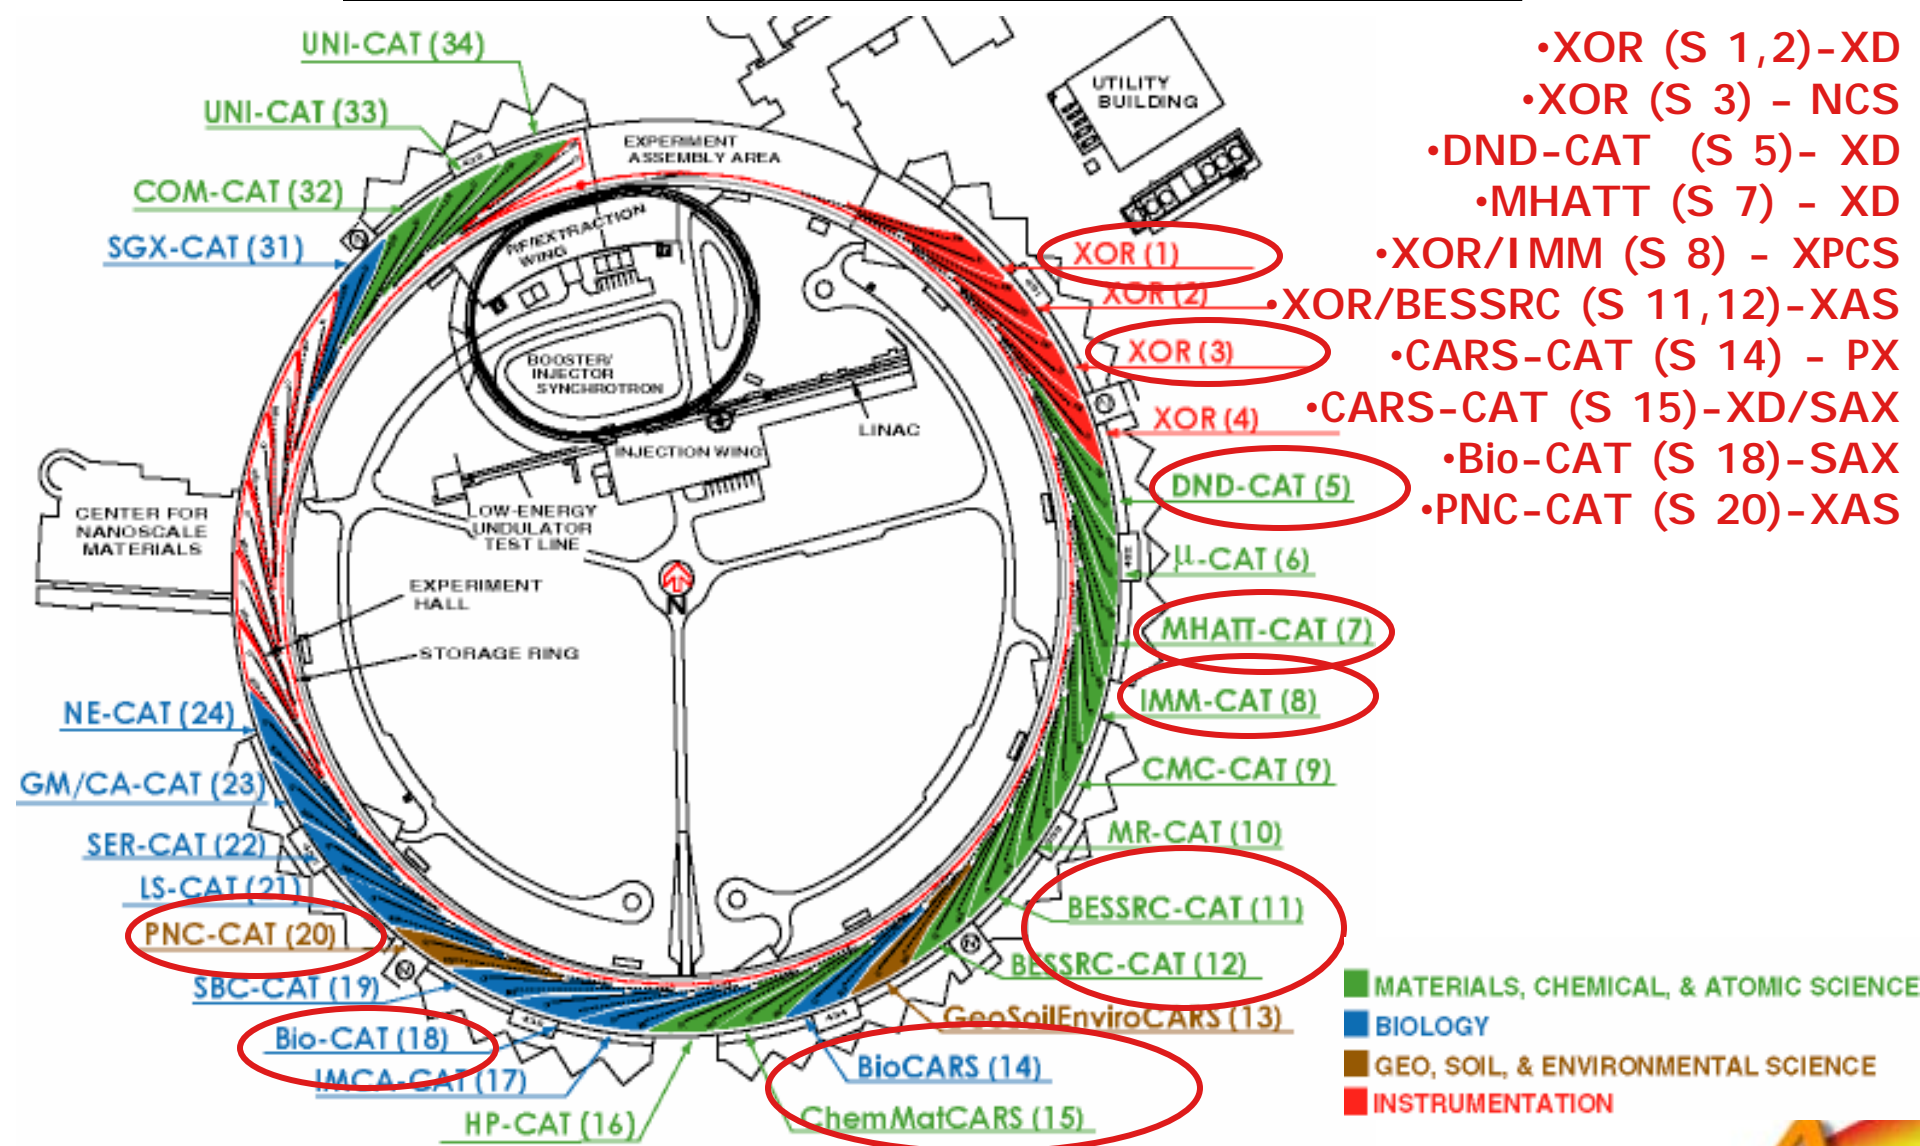 UNI-CAT (34)
UNI-CAT (33)
COM-CAT (32)
SGX-CAT (31)
EXPERIMENT
ASSEMBLY AREA
UTILITY
BUILDING
RF/EXTRACTION
WING
BOOSTER/
INJECTOR
SYNCHROTRON
LINAC
INJECTION WING
LOW-ENERGY
UNDULATOR
TEST LINE
CENTER FOR
NANOSCALE
MATERIALS
EXPERIMENT
HALL
STORAGE RING
N
XOR (1)
XOR (2)
XOR (3)
XOR (4)
DND-CAT (5)
μ-CAT (6)
MHATT-CAT (7)
IMM-CAT (8)
CMC-CAT (9)
MR-CAT (10)
BESSRC-CAT (11)
BESSRC-CAT (12)
GeoSoilEnviroCARS (13)
BioCARS (14)
ChemMatCARS (15)
HP-CAT (16)
IMCA-CAT (17)
Bio-CAT (18)
SBC-CAT (19)
PNC-CAT (20)
LS-CAT (21)
SER-CAT (22)
GM/CA-CAT (23)
NE-CAT (24)
•XOR (S 1,2)-XD
•XOR (S 3) - NCS
•DND-CAT (S 5)- XD
•MHATT (S 7) - XD
•XOR/IMM (S 8) - XPCS
•XOR/BESSRC (S 11,12)-XAS
•CARS-CAT (S 14) - PX
•CARS-CAT (S 15)-XD/SAX
•Bio-CAT (S 18)-SAX
•PNC-CAT (S 20)-XAS
MATERIALS, CHEMICAL, & ATOMIC SCIENCE
BIOLOGY
GEO, SOIL, & ENVIRONMENTAL SCIENCE
INSTRUMENTATION